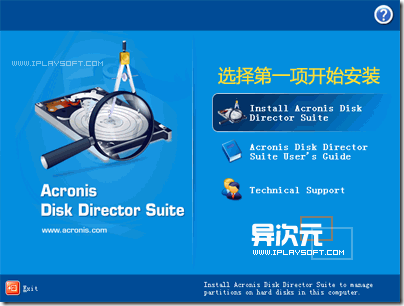 ?
WWW.IPLAYSOFT.COM
选择第一项开始安装
Install Acronis Disk
Director Suite
Acronis Disk Director
Suite User's Guide
Technical Support
Acronis
Disk Director Suite
www.acronis.com
异次元
WWW.IPLAYSOFT.COM
Exit
Install Acronis Disk Director Suite to manage
partitions on hard disks in this computer.